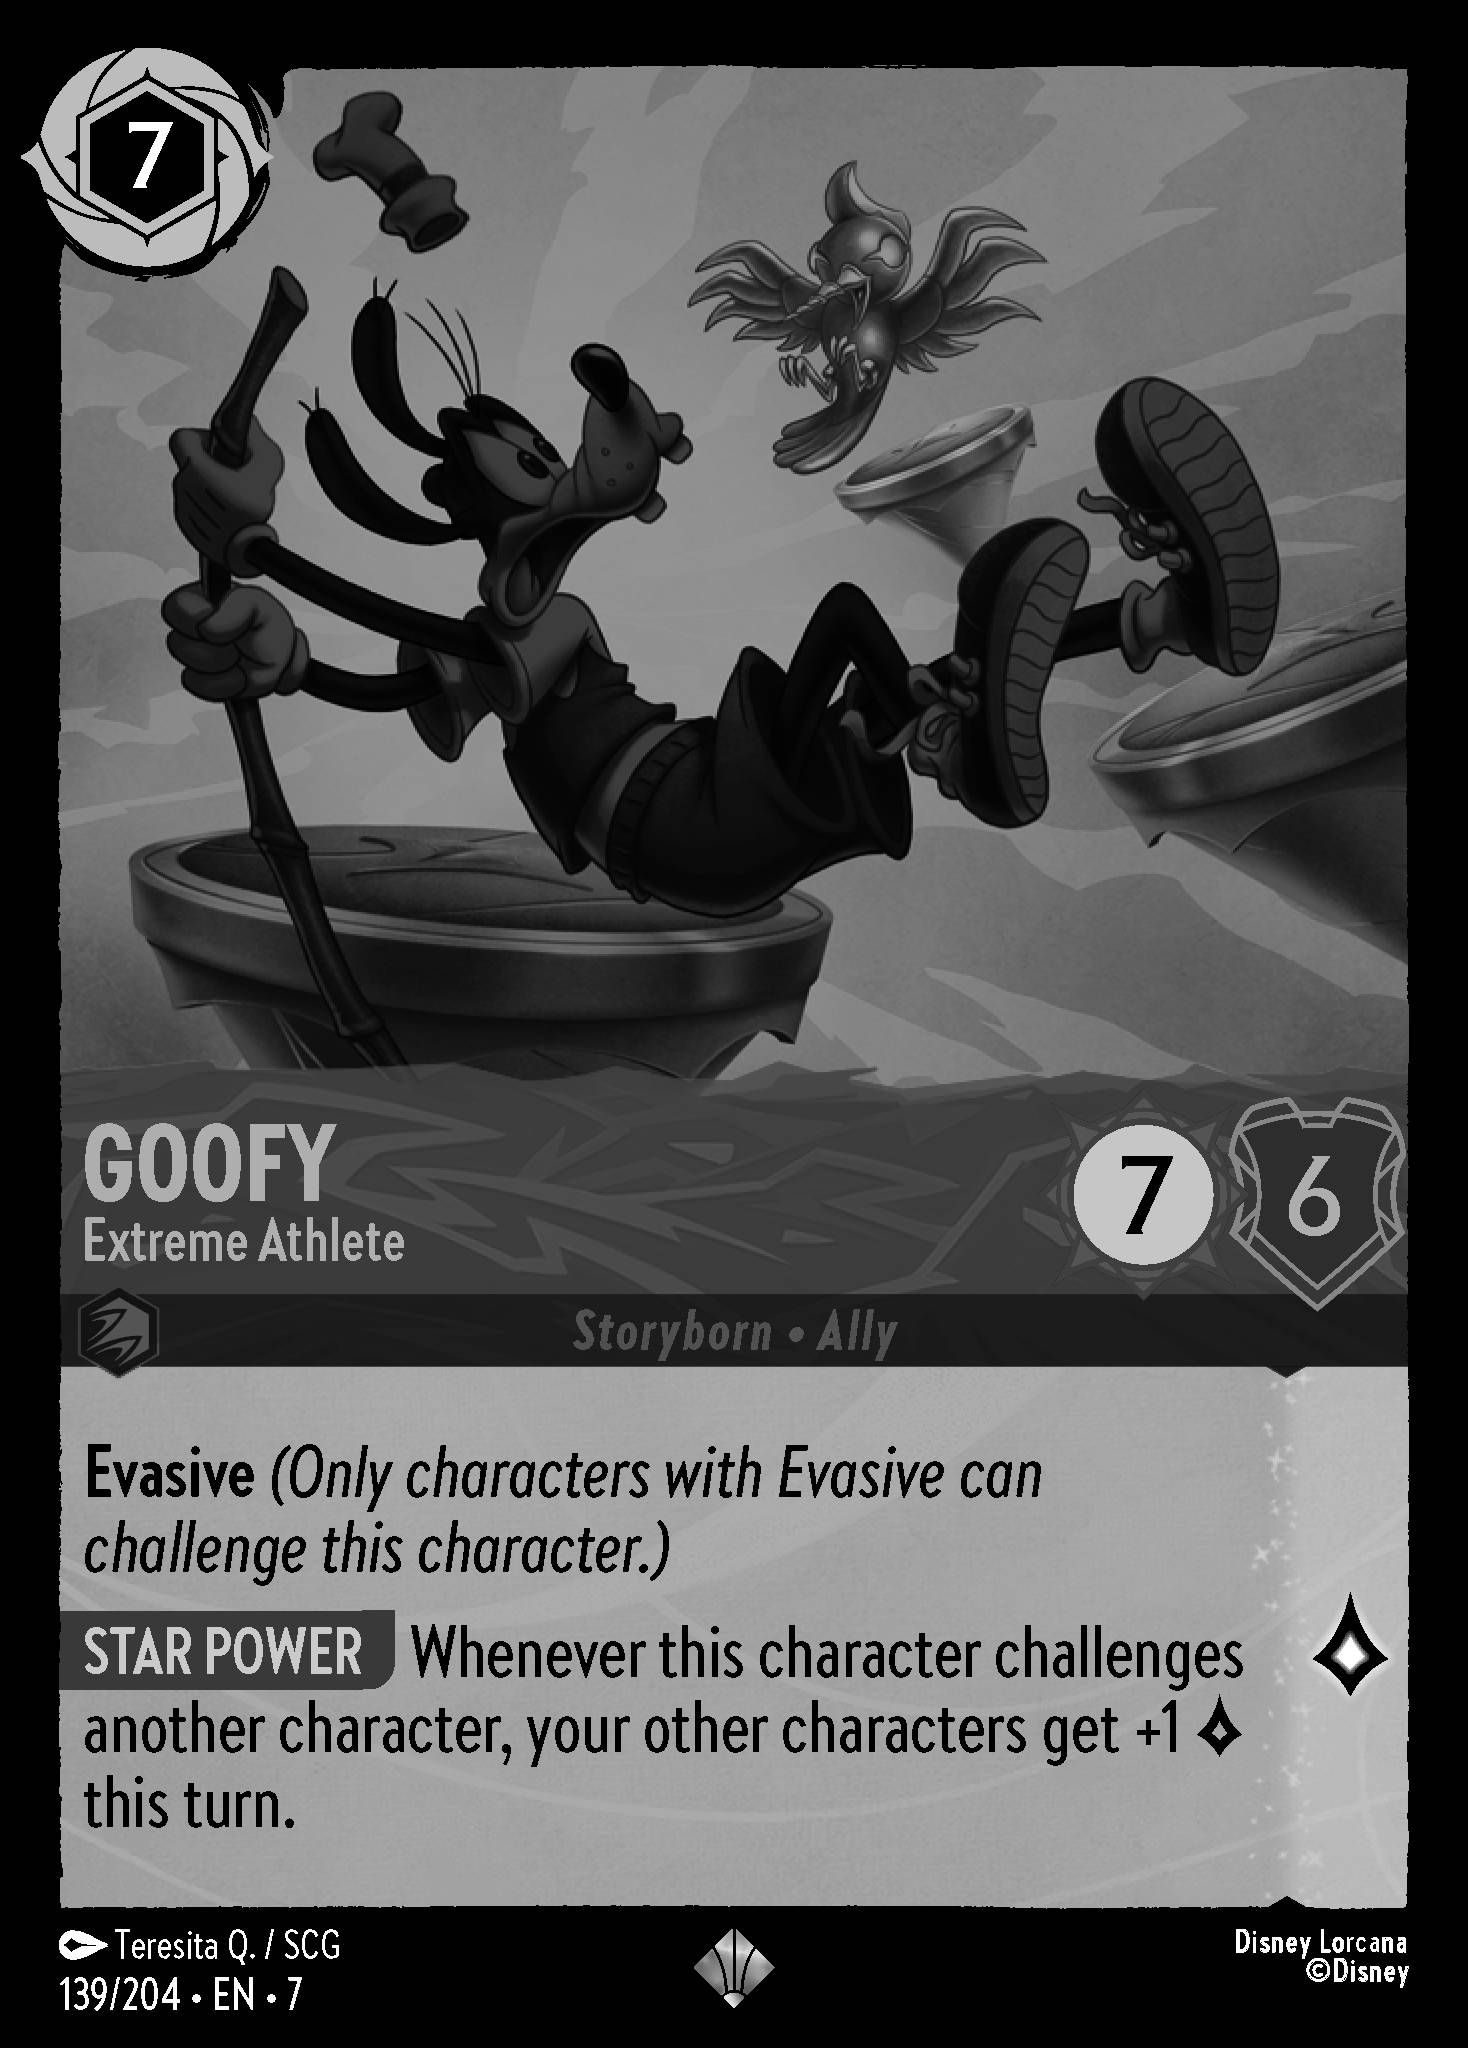 7
GOOFY
Extreme Athlete
7 6
Storyborn • Ally
Evasive (Only characters with Evasive can
challenge this character.)
STAR POWER Whenever this character challenges
another character, your other characters get +1
this turn.
Teresita Q. / SCG
139/204 • EN • 7
Disney Lorcana
©Disney